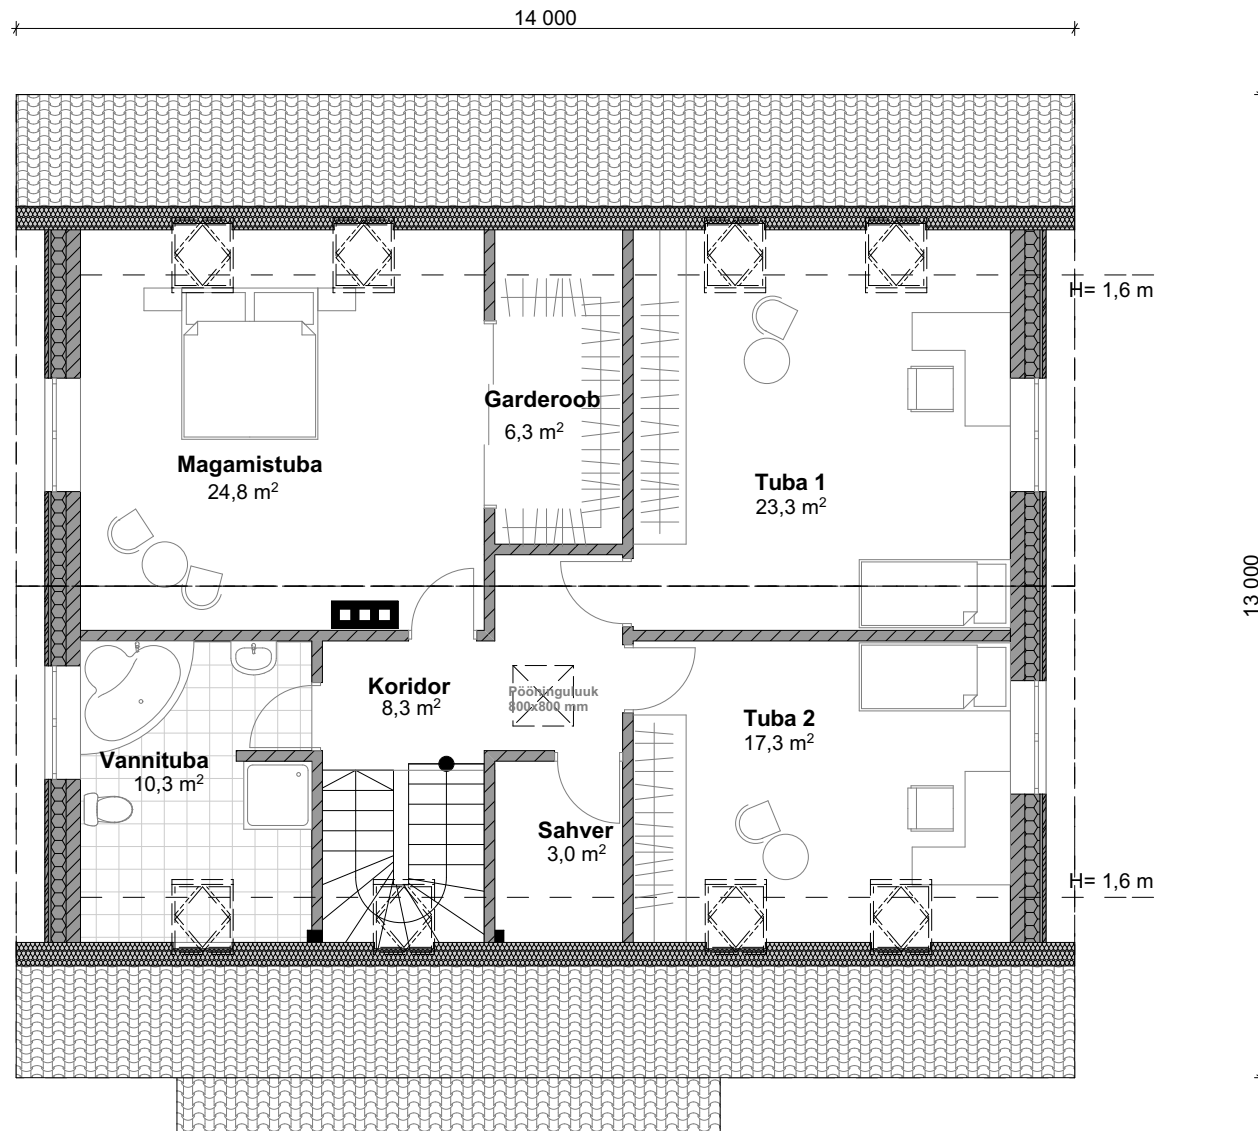 14 000
H= 1,6 m
Garderoob
6,3 m²
Magamistuba
24,8 m²
Tuba 1
23,3 m²
13 000
Koridor
8,3 m²
Pööninguluuk
800x800 mm
Tuba 2
17,3 m²
Vannituba
10,3 m²
Sahver
3,0 m²
H= 1,6 m